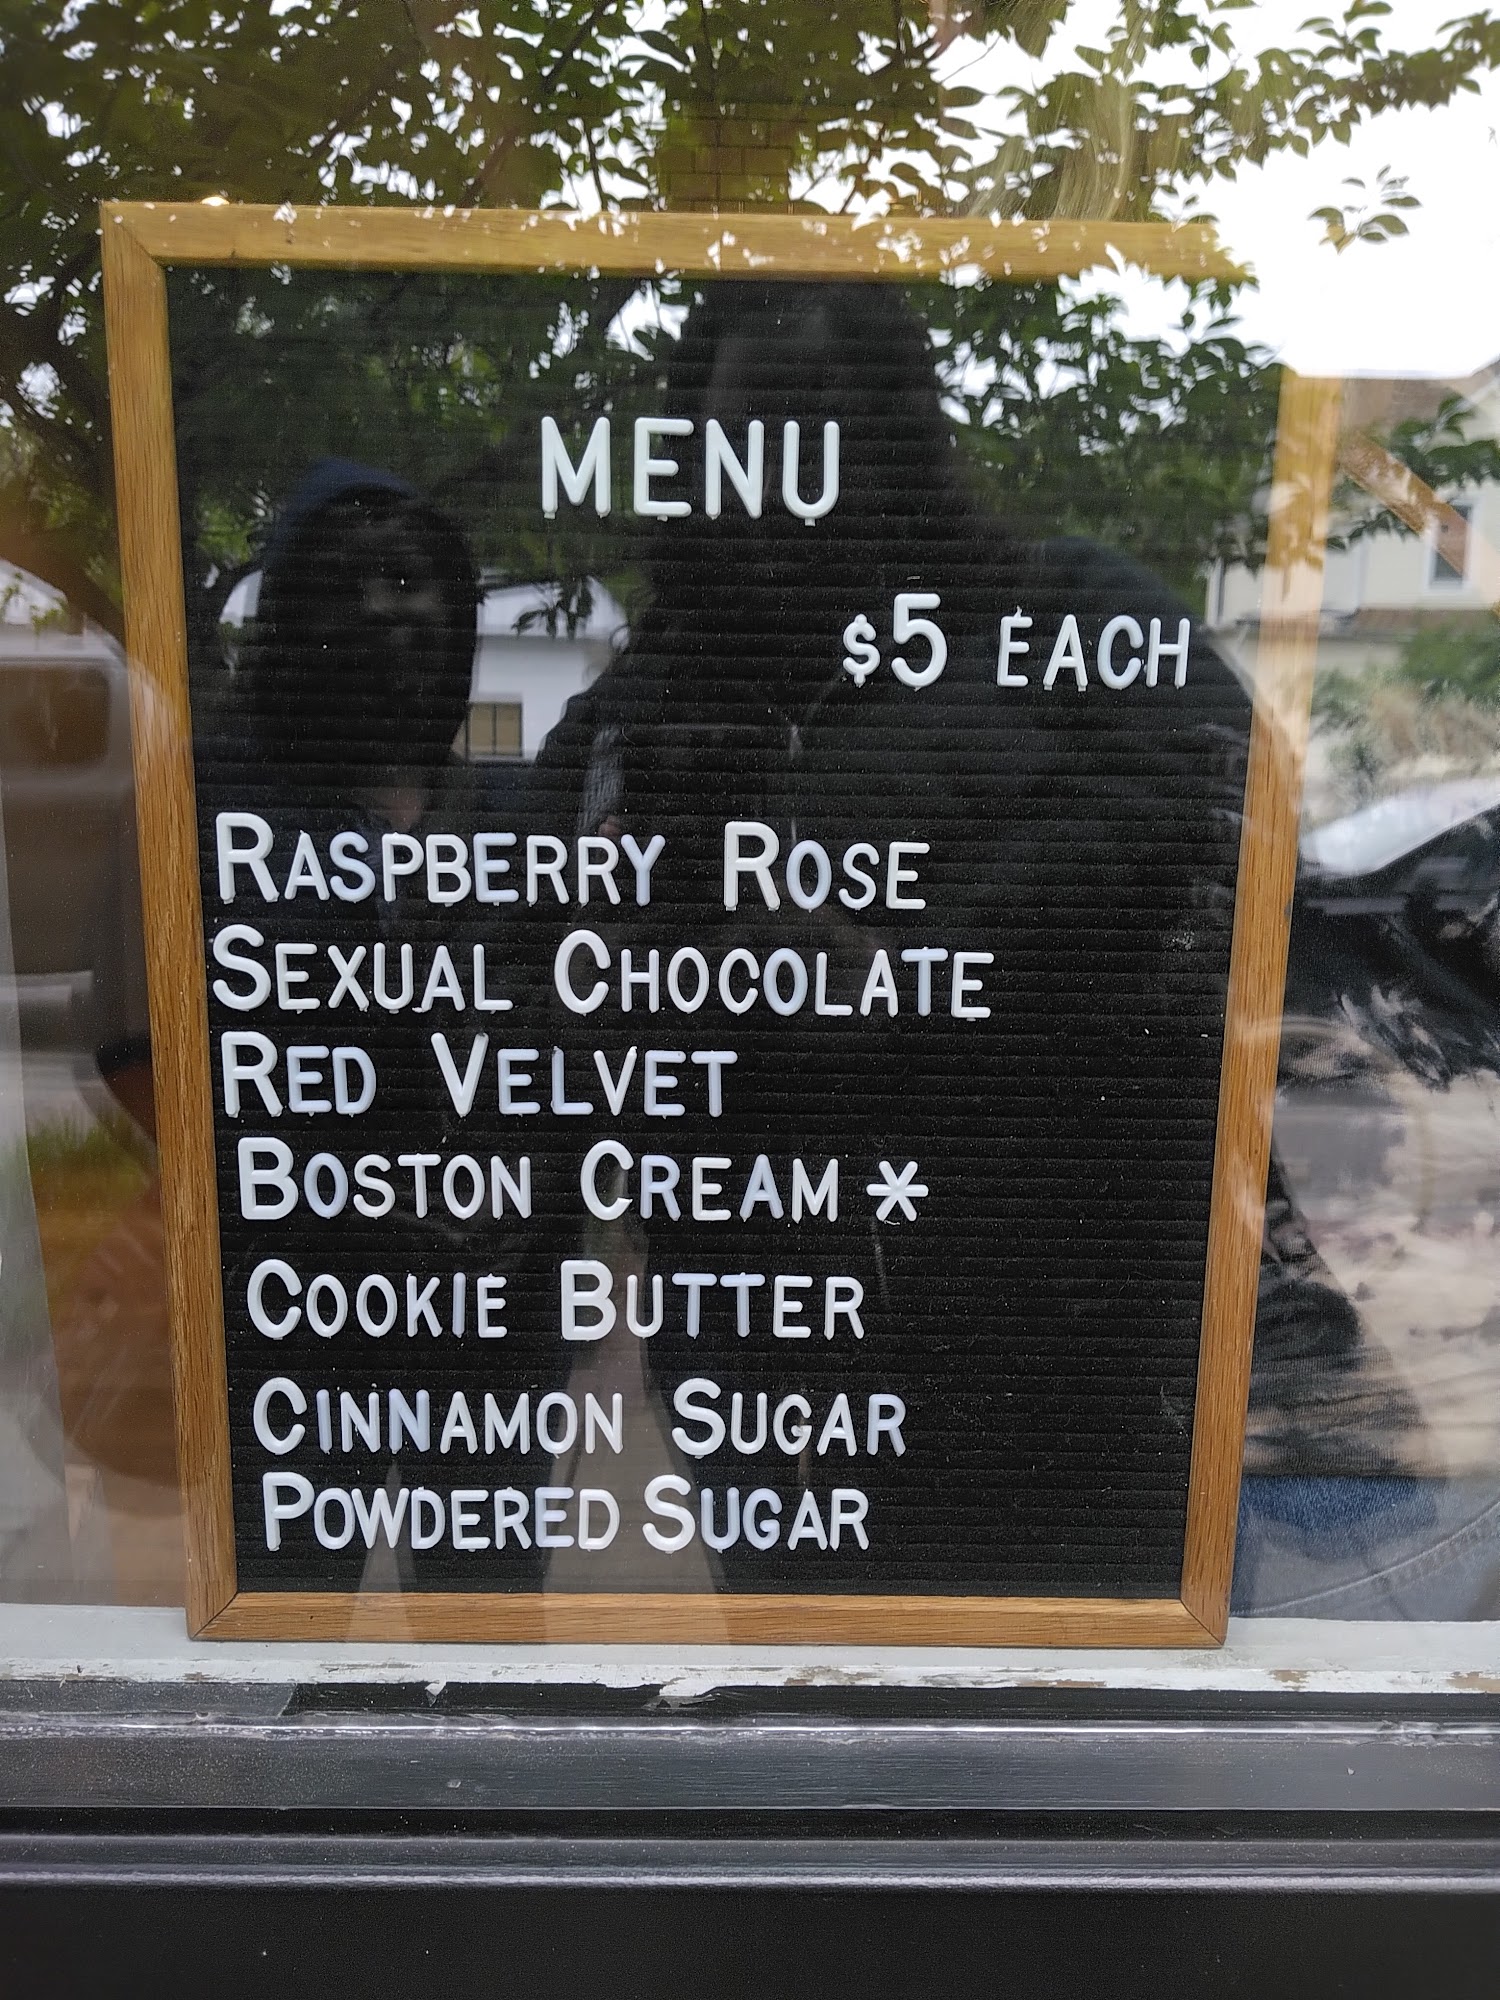 MENU
$5 EACH
RASPBERRY ROSE
SEXUAL CHOCOLATE
RED VELVET
BOSTON CREAM *
COOKIE BUTTER
CINNAMON SUGAR
POWDERED SUGAR